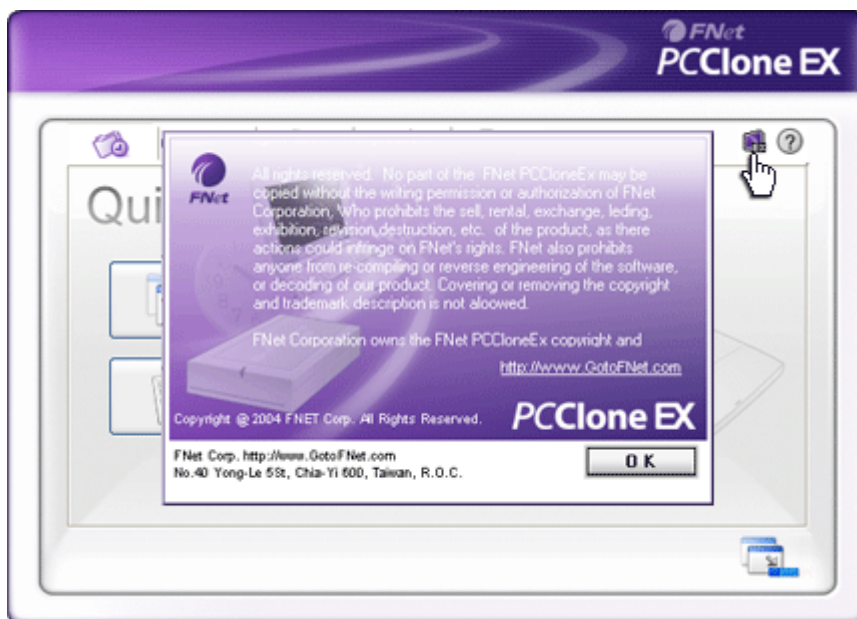 FNet
PCClone EX
Qui
FNet
All rights reserved. No part of the FNet PCCloneEx may be
copied without the writing permission or authorization of FNet
Corporation, Who prohibits the sell, rental, exchange, leding,
exhibition, revision,destruction, etc. of the product, as there
actions could infringe on FNet's rights. FNet also prohibits
anyone from re-compiling or reverse engineering of the software,
or decoding of our product. Covering or removing the copyright
and trademark description is not aloowed.
FNet Corporation owns the FNet PCCloneEx copyright and
http://www.GotoFNet.com
Copyright @ 2004 FNET Corp. All Rights Reserved.
PCClone EX
FNet Corp. http://www.GotoFNet.com
No.40 Yong-Le 5St, Chia-Yi 600, Taiwan, R.O.C.
OK